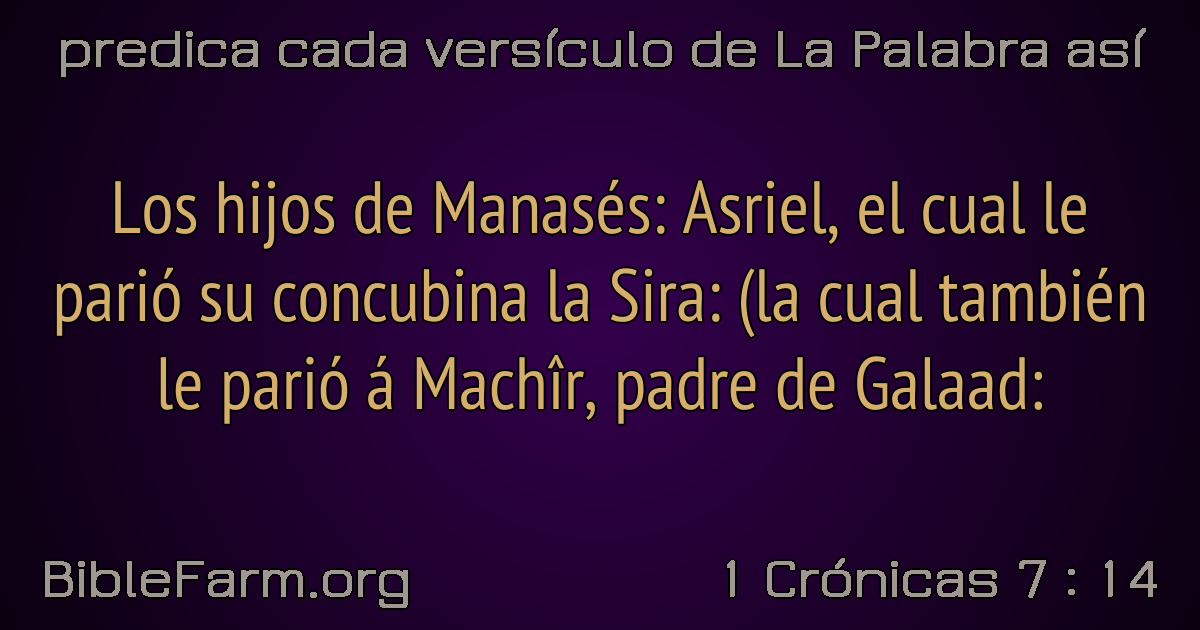 predica cada versículo de La Palabra así
Los hijos de Manasés: Asriel, el cual le
parió su concubina la Sira: (la cual también
le parió á Machîr, padre de Galaad:
BibleFarm.org
1 Crónicas 7 : 14